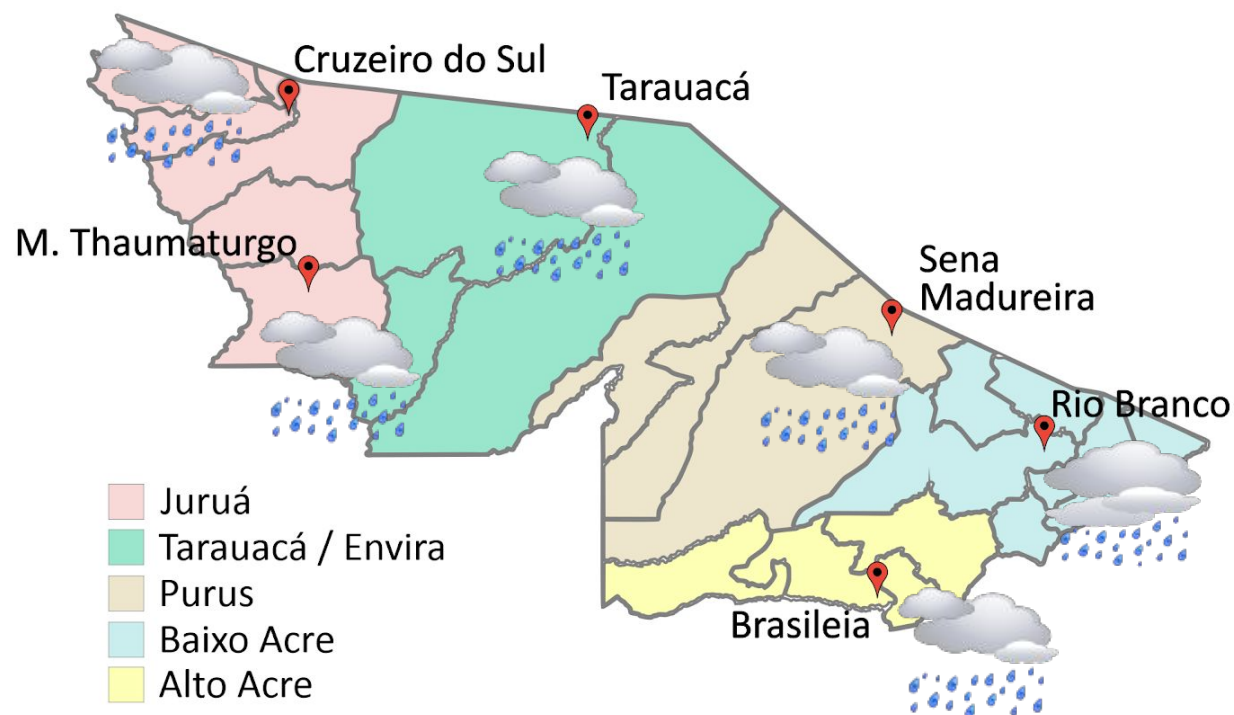 Cruzeiro do Sul
Tarauacá
M. Thaumaturgo
Sena
Madureira
Rio Branco
Brasileia
Juruá
Tarauacá / Envira
Purus
Baixo Acre
Alto Acre